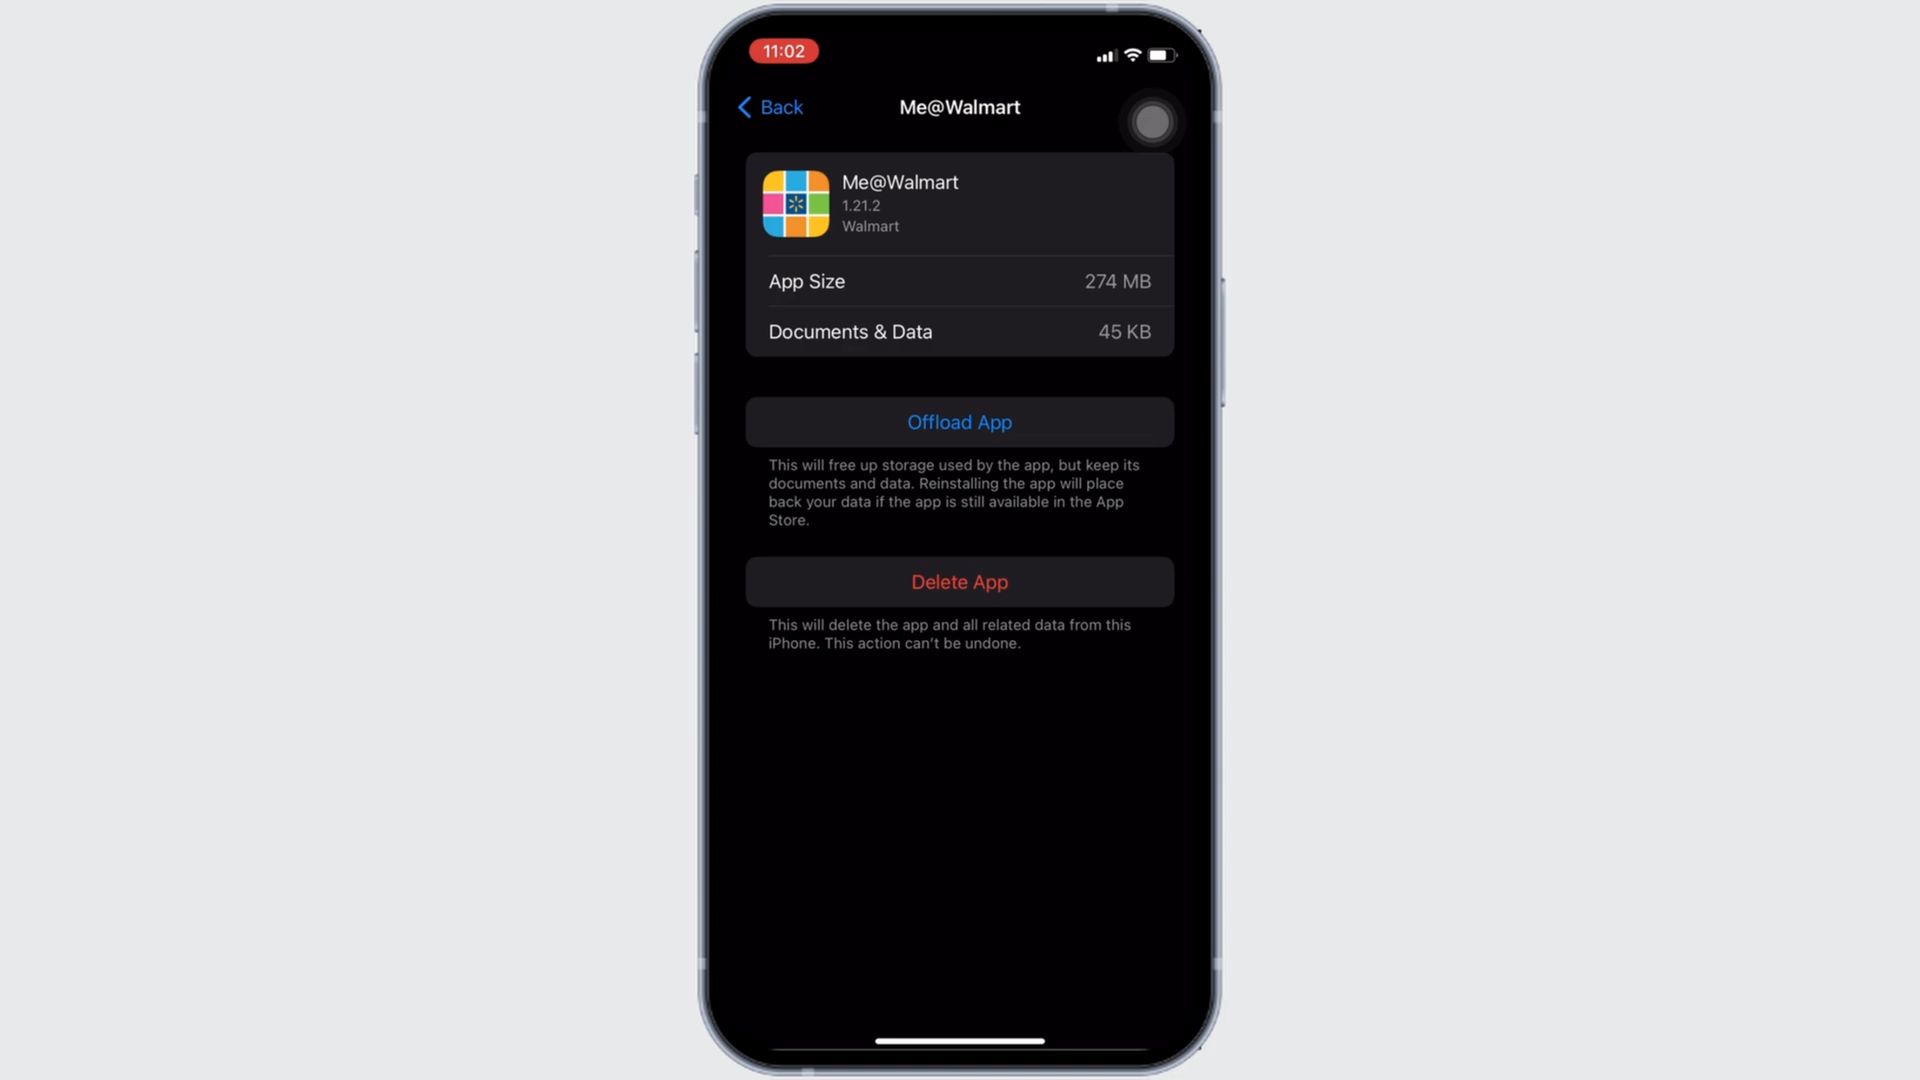 11:02
Back
Me@Walmart
Me@Walmart
1.21.2
Walmart
App Size 274 MB
Documents & Data 45 KB
Offload App
This will free up storage used by the app, but keep its
documents and data. Reinstalling the app will place
back your data if the app is still available in the App
Store.
Delete App
This will delete the app and all related data from this
iPhone. This action can't be undone.